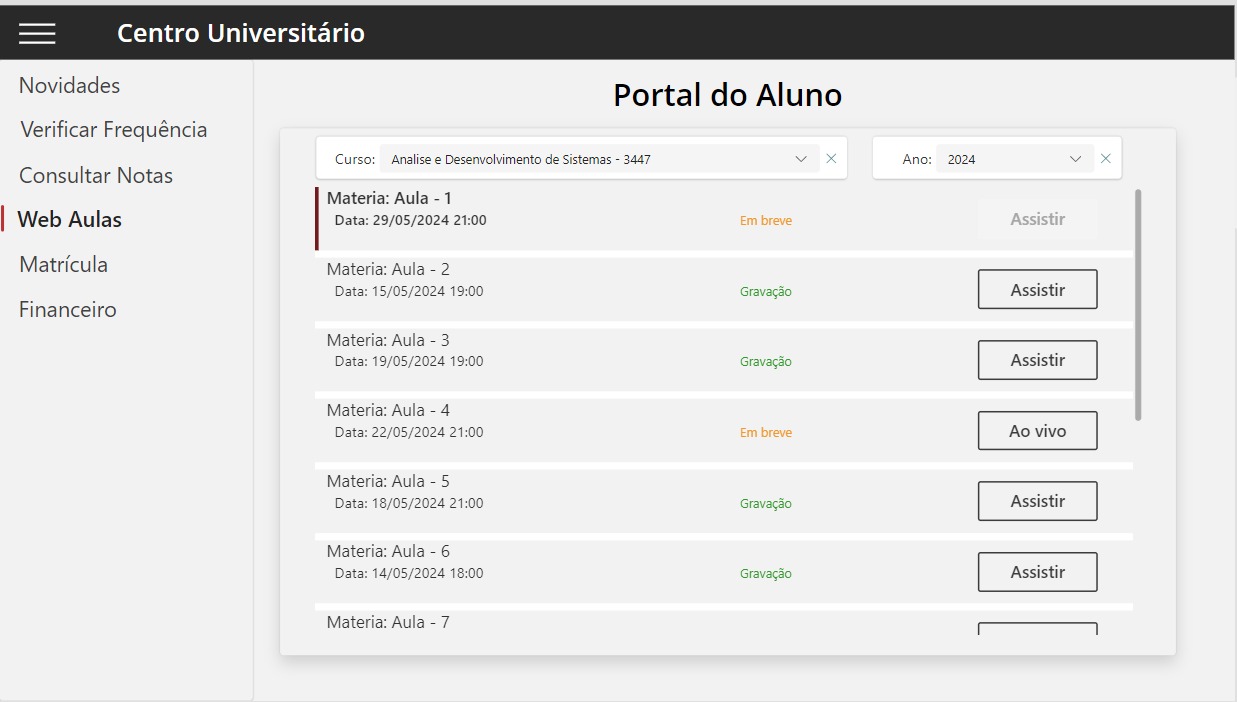 Centro Universitário
Novidades
Verificar Frequência
Consultar Notas
Web Aulas
Matrícula
Financeiro
Portal do Aluno
Curso: Analise e Desenvolvimento de Sistemas - 3447
Ano: 2024
Materia: Aula - 1
Data: 29/05/2024 21:00 Em breve Assistir
Materia: Aula - 2
Data: 15/05/2024 19:00 Gravação Assistir
Materia: Aula - 3
Data: 19/05/2024 19:00 Gravação Assistir
Materia: Aula - 4
Data: 22/05/2024 21:00 Em breve Ao vivo
Materia: Aula - 5
Data: 18/05/2024 21:00 Gravação Assistir
Materia: Aula - 6
Data: 14/05/2024 18:00 Gravação Assistir
Materia: Aula - 7